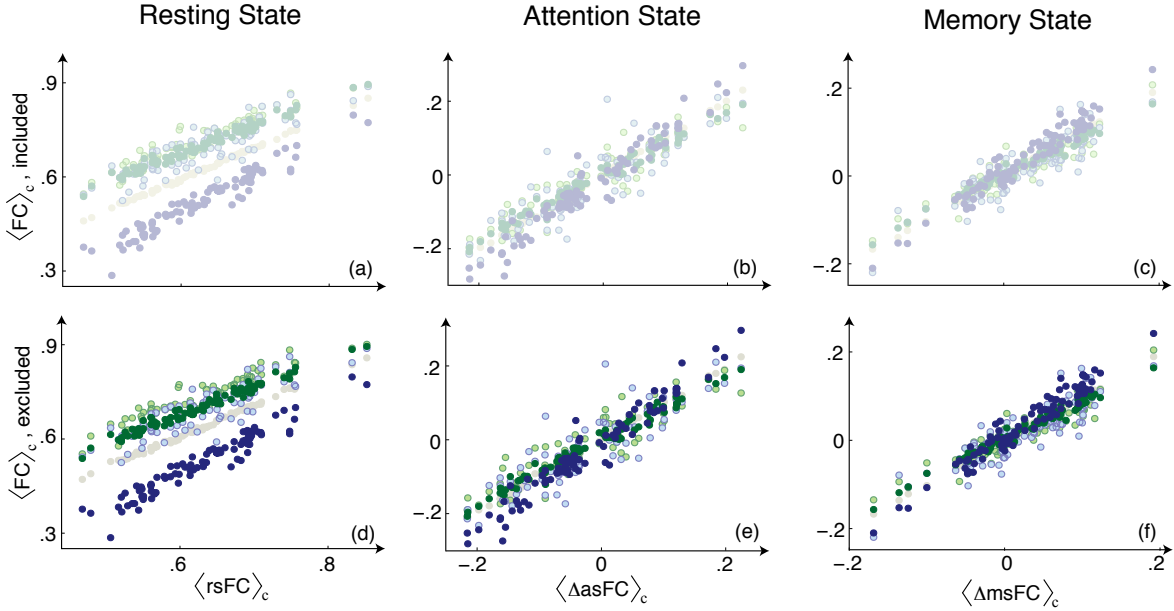 Resting State
Attention State
Memory State
⟨FC⟩c , included
.9
.6
.3
(a)
.2
0
−.2
(b)
.2
0
−.2
(c)
⟨FC⟩c , excluded
.9
.6
.3
(d)
.6
.8
⟨rsFC⟩c
.2
0
−.2
(e)
−.2
0
.2
⟨ΔasFC⟩c
.2
0
−.2
(f)
−.2
0
.2
⟨ΔmsFC⟩c